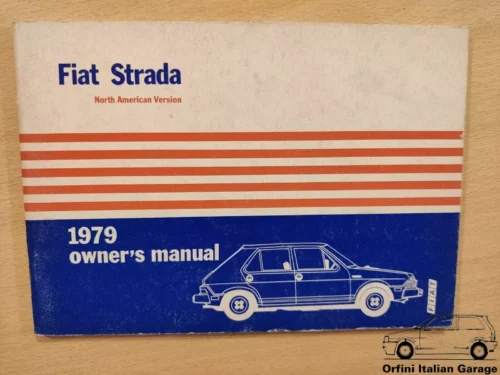 Fiat Strada
North American Version
1979
owner's manual
FIAT
Orfini Italian Garage